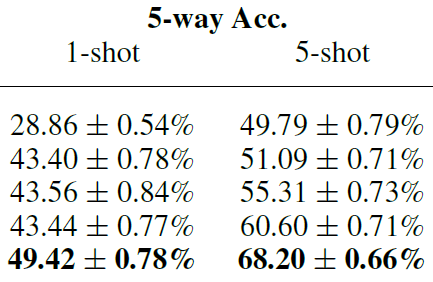 5-way Acc.
1-shot 5-shot
28.86 ± 0.54% 49.79 ± 0.79%
43.40 ± 0.78% 51.09 ± 0.71%
43.56 ± 0.84% 55.31 ± 0.73%
43.44 ± 0.77% 60.60 ± 0.71%
49.42 ± 0.78% 68.20 ± 0.66%